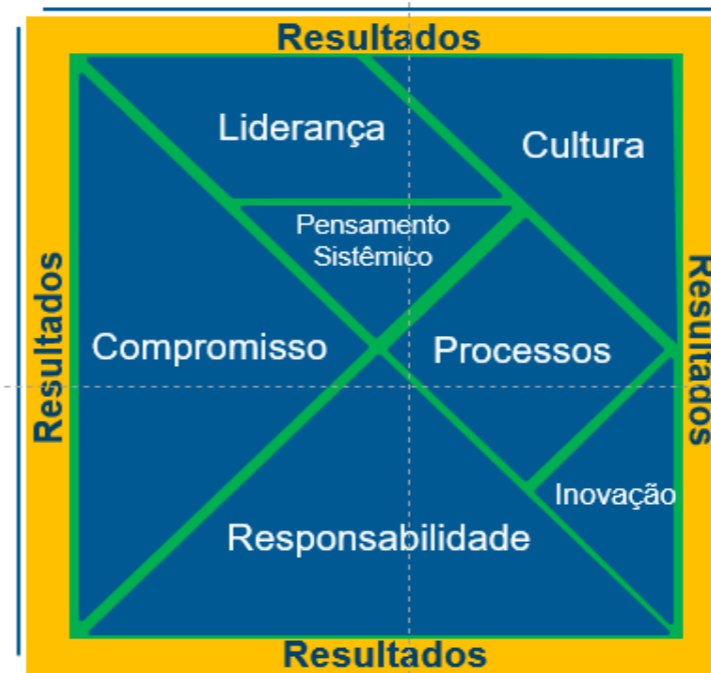 Resultados
Liderança
Cultura
Pensamento
Sistêmico
Resultados
Compromisso
Processos
Resultados
Inovação
Responsabilidade
Resultados